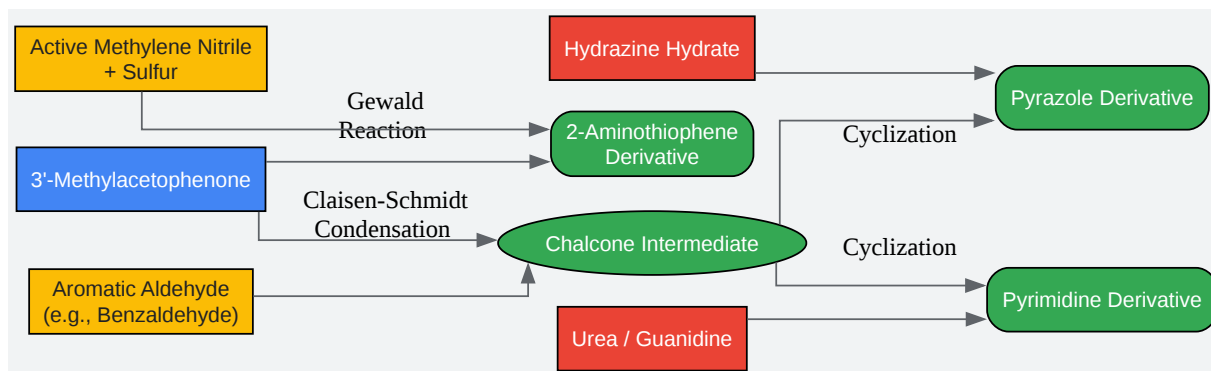 Active Methylene Nitrile
+ Sulfur
Hydrazine Hydrate
Pyrazole Derivative
Gewald
Reaction
2-Aminothiophene
Derivative
Cyclization
3'-Methylacetophenone
Claisen-Schmidt
Condensation
Chalcone Intermediate
Cyclization
Aromatic Aldehyde
(e.g., Benzaldehyde)
Urea / Guanidine
Pyrimidine Derivative